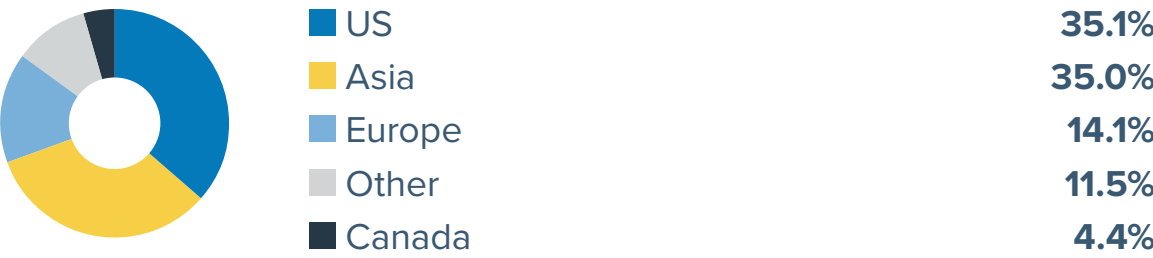 US 35.1%
Asia 35.0%
Europe 14.1%
Other 11.5%
Canada 4.4%